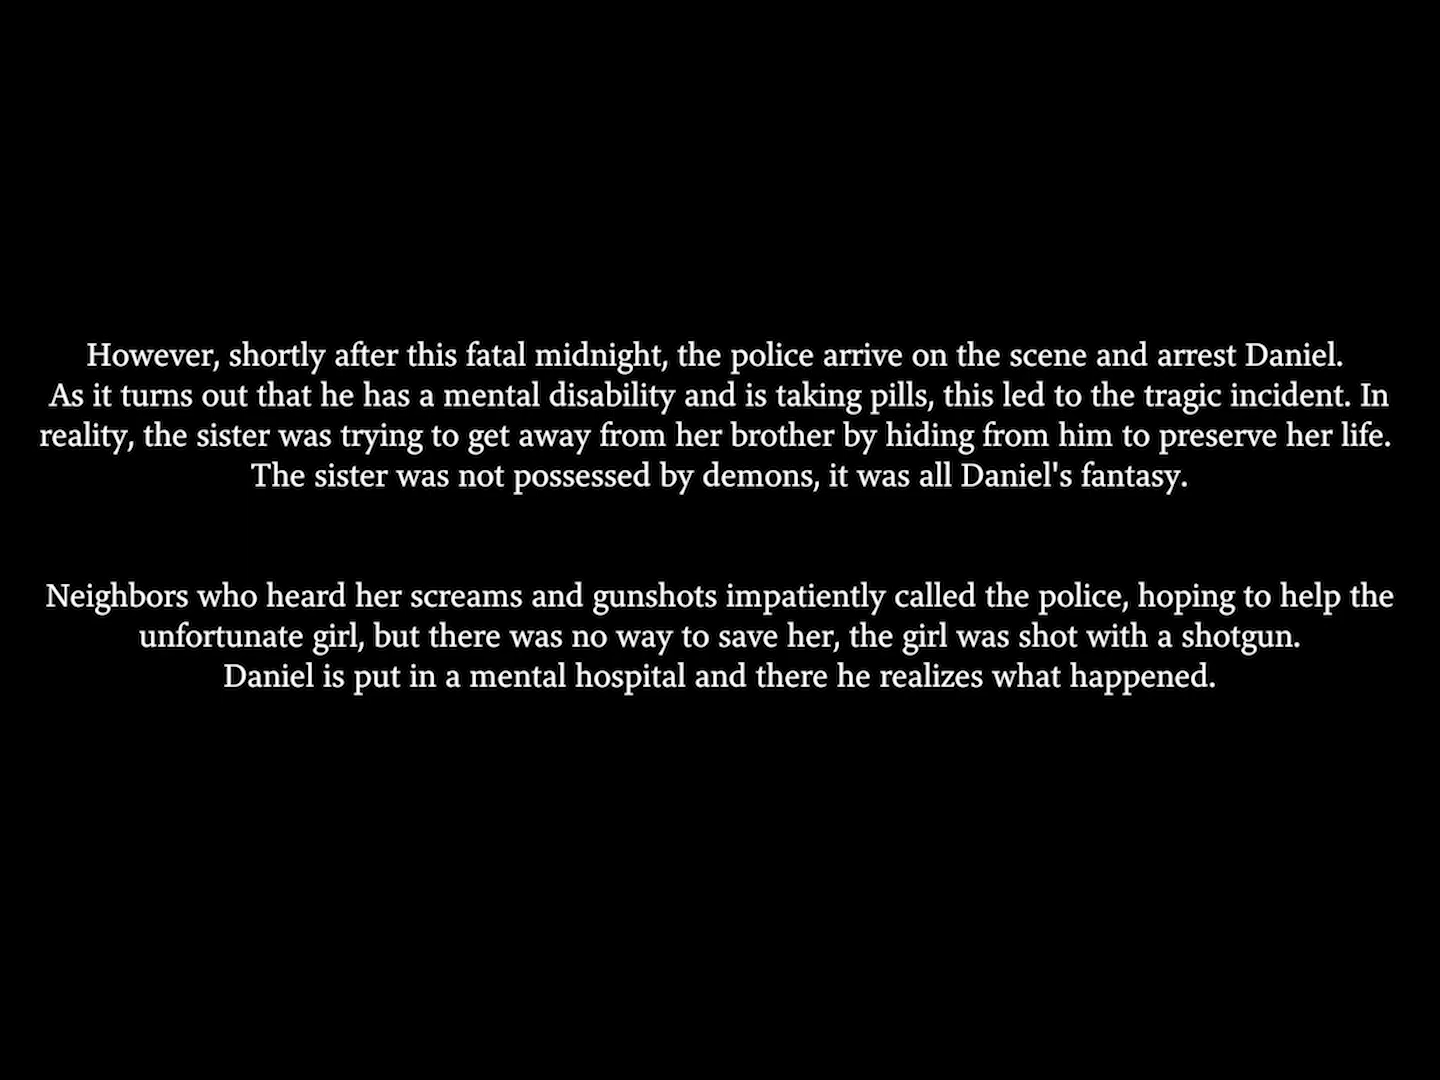 However, shortly after this fatal midnight, the police arrive on the scene and arrest Daniel.
As it turns out that he has a mental disability and is taking pills, this led to the tragic incident. In
reality, the sister was trying to get away from her brother by hiding from him to preserve her life.
The sister was not possessed by demons, it was all Daniel's fantasy.
Neighbors who heard her screams and gunshots impatiently called the police, hoping to help the
unfortunate girl, but there was no way to save her, the girl was shot with a shotgun.
Daniel is put in a mental hospital and there he realizes what happened.